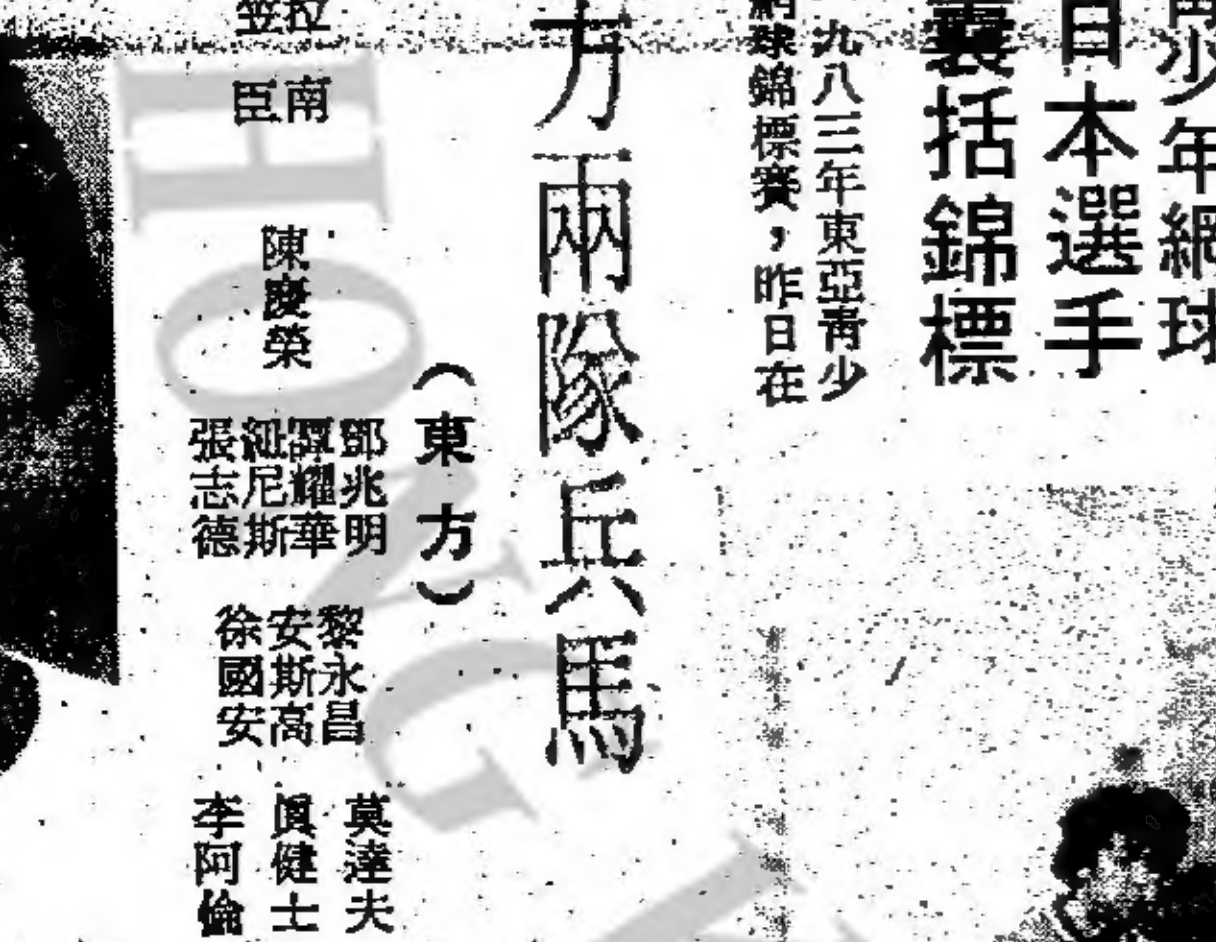 少年網球
日本選手
囊括錦標
九八三年東亞青少
網球錦標賽，昨日在
方兩隊兵馬
（東方）
南
臣
陳慶榮
鄧兆明
譚耀華
尼斯
張志德
黎永昌
安斯高
徐國安
莫達夫
健士
李阿倫
HONG